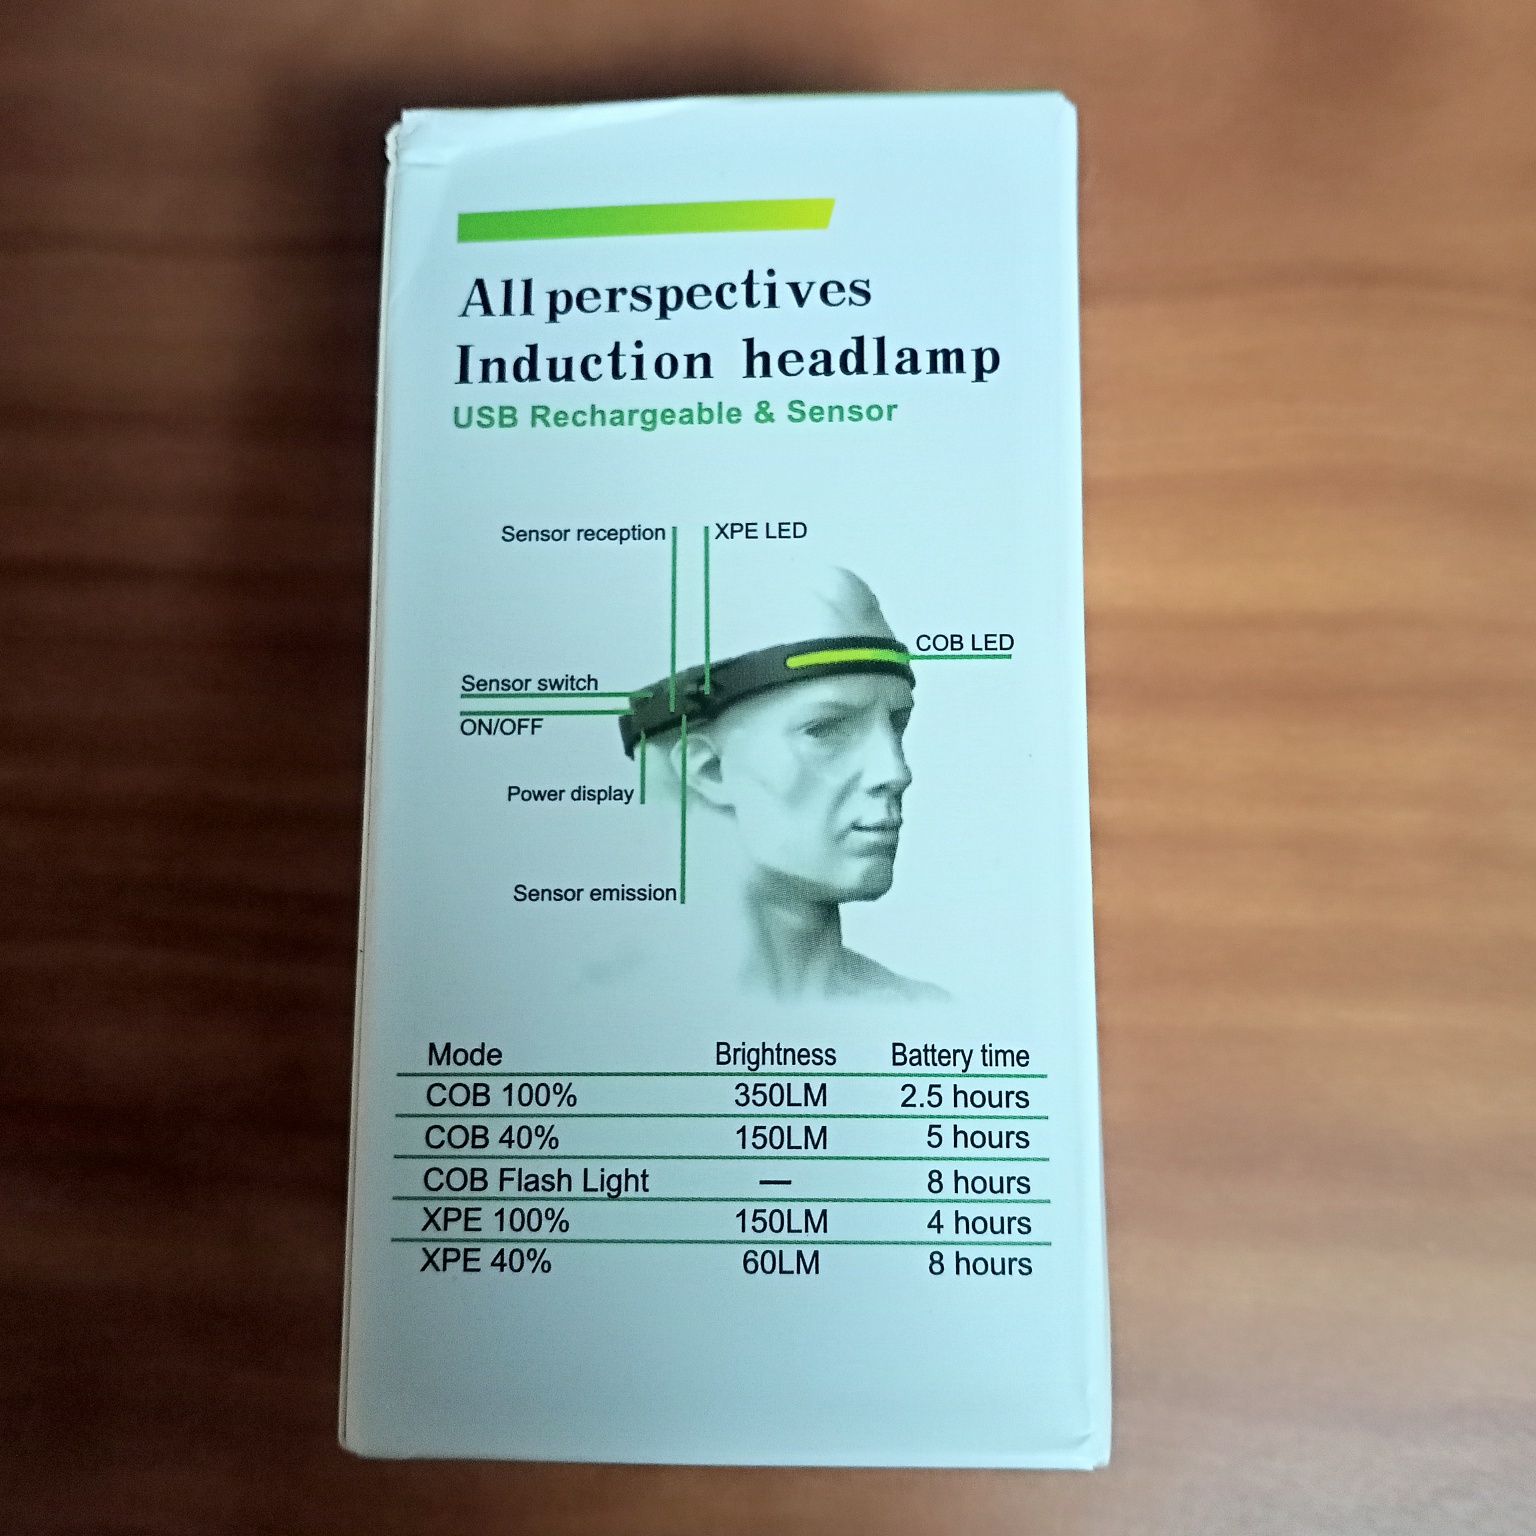 All perspectives
Induction headlamp
USB Rechargeable & Sensor
Sensor reception
XPE LED
COB LED
Sensor switch
ON/OFF
Power display
Sensor emission
Mode Brightness Battery time
COB 100% 350LM 2.5 hours
COB 40% 150LM 5 hours
COB Flash Light — 8 hours
XPE 100% 150LM 4 hours
XPE 40% 60LM 8 hours